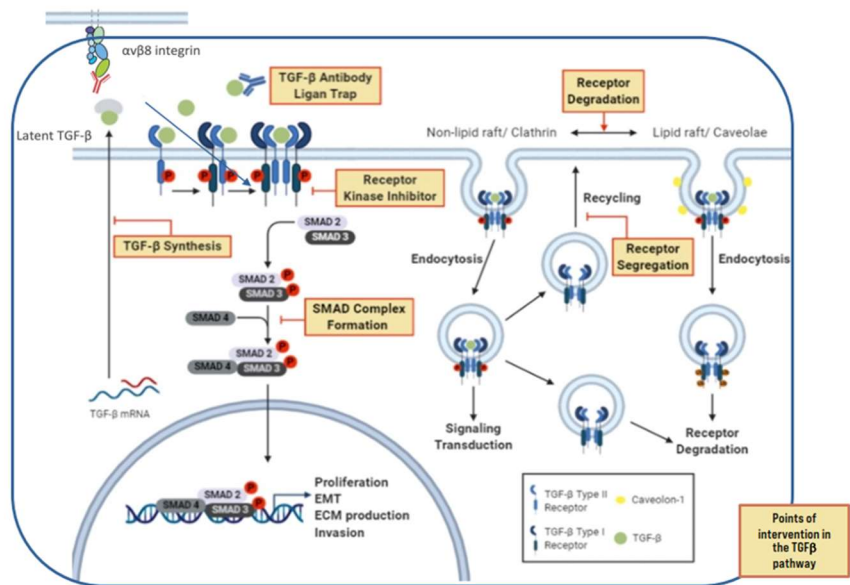 αvβ8 integrin
TGF-β Antibody
Ligan Trap
Receptor
Degradation
Latent TGF-β
Non-lipid raft/ Clathrin
Lipid raft/ Caveolae
P
P
P
P
P
Receptor
Kinase Inhibitor
Recycling
TGF-β Synthesis
SMAD 2
SMAD 3
Endocytosis
Receptor
Segregation
Endocytosis
SMAD 2
P
SMAD 3
P
SMAD 4
SMAD Complex
Formation
SMAD 2
P
SMAD 4
SMAD 3
P
TGF-β mRNA
Signaling
Transduction
Receptor
Degradation
SMAD 2
P
SMAD 4
SMAD 3
P
Proliferation
EMT
ECM production
Invasion
TGF-β Type II
Receptor
Caveolon-1
TGF-β Type I
Receptor
TGF-β
Points of
intervention in
the TGFβ
pathway